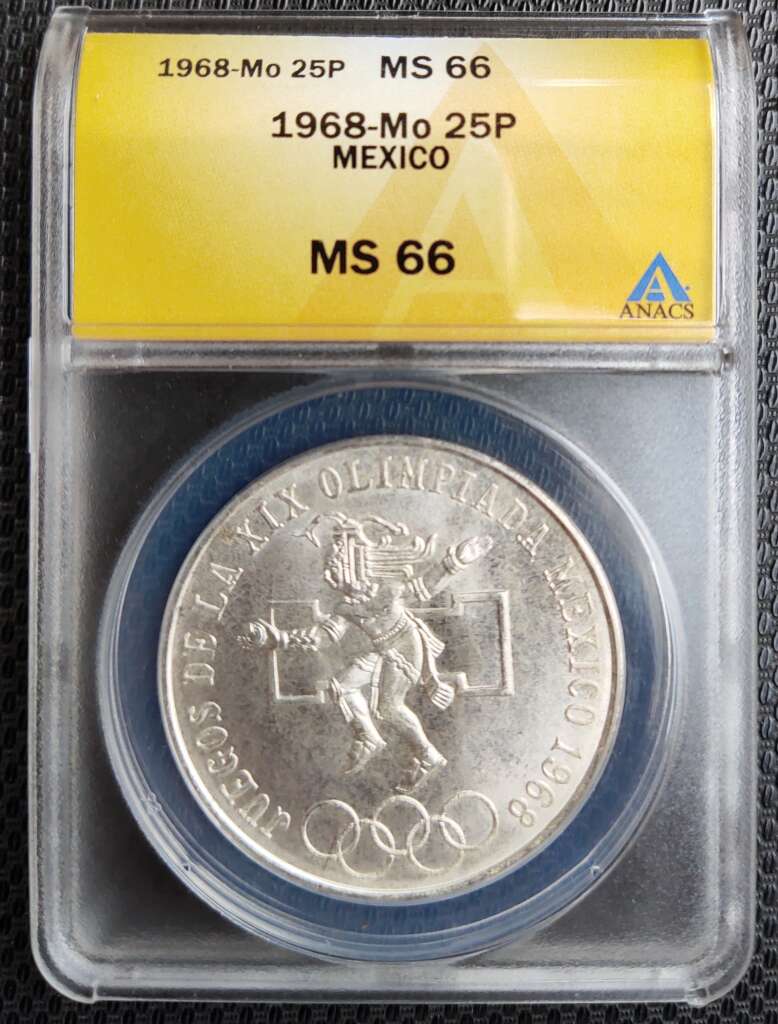 1968-Mo 25P MS 66
1968-Mo 25P
MEXICO
MS 66
ANACS
JUEGOS DE LA XIX OLIMPIADA MEXICO 1968